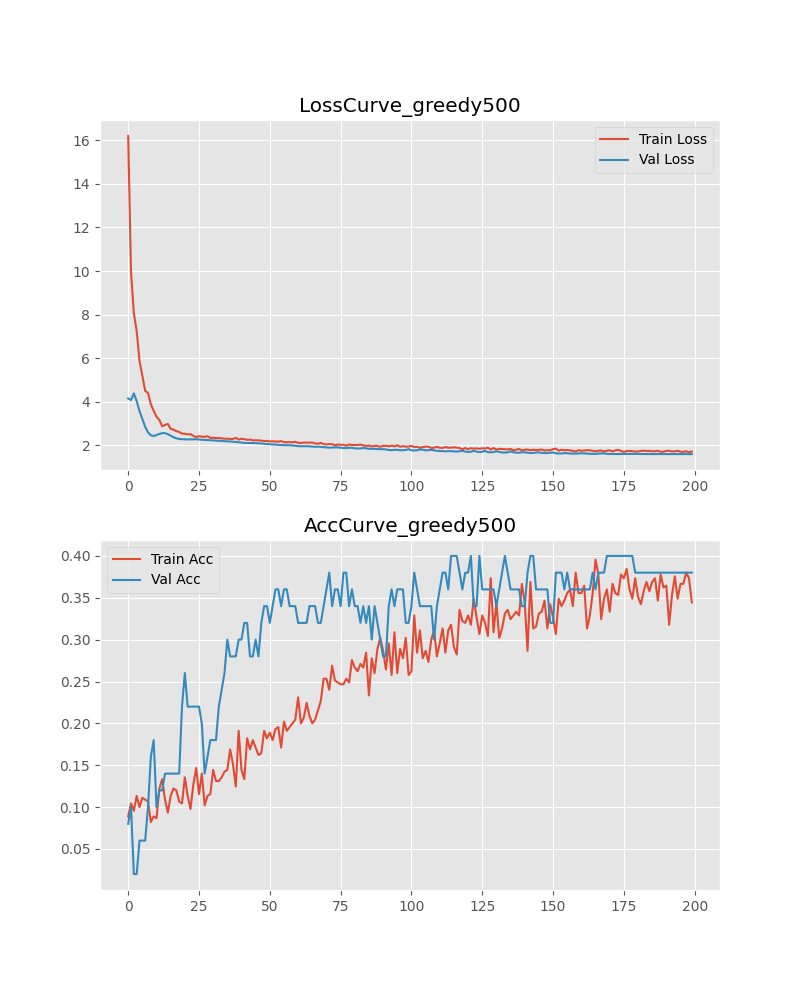 LossCurve_greedy500
16
14
12
10
8
6
4
2
Train Loss
Val Loss
0 25 50 75 100 125 150 175 200
AccCurve_greedy500
0.40
0.35
0.30
0.25
0.20
0.15
0.10
0.05
Train Acc
Val Acc
0 25 50 75 100 125 150 175 200